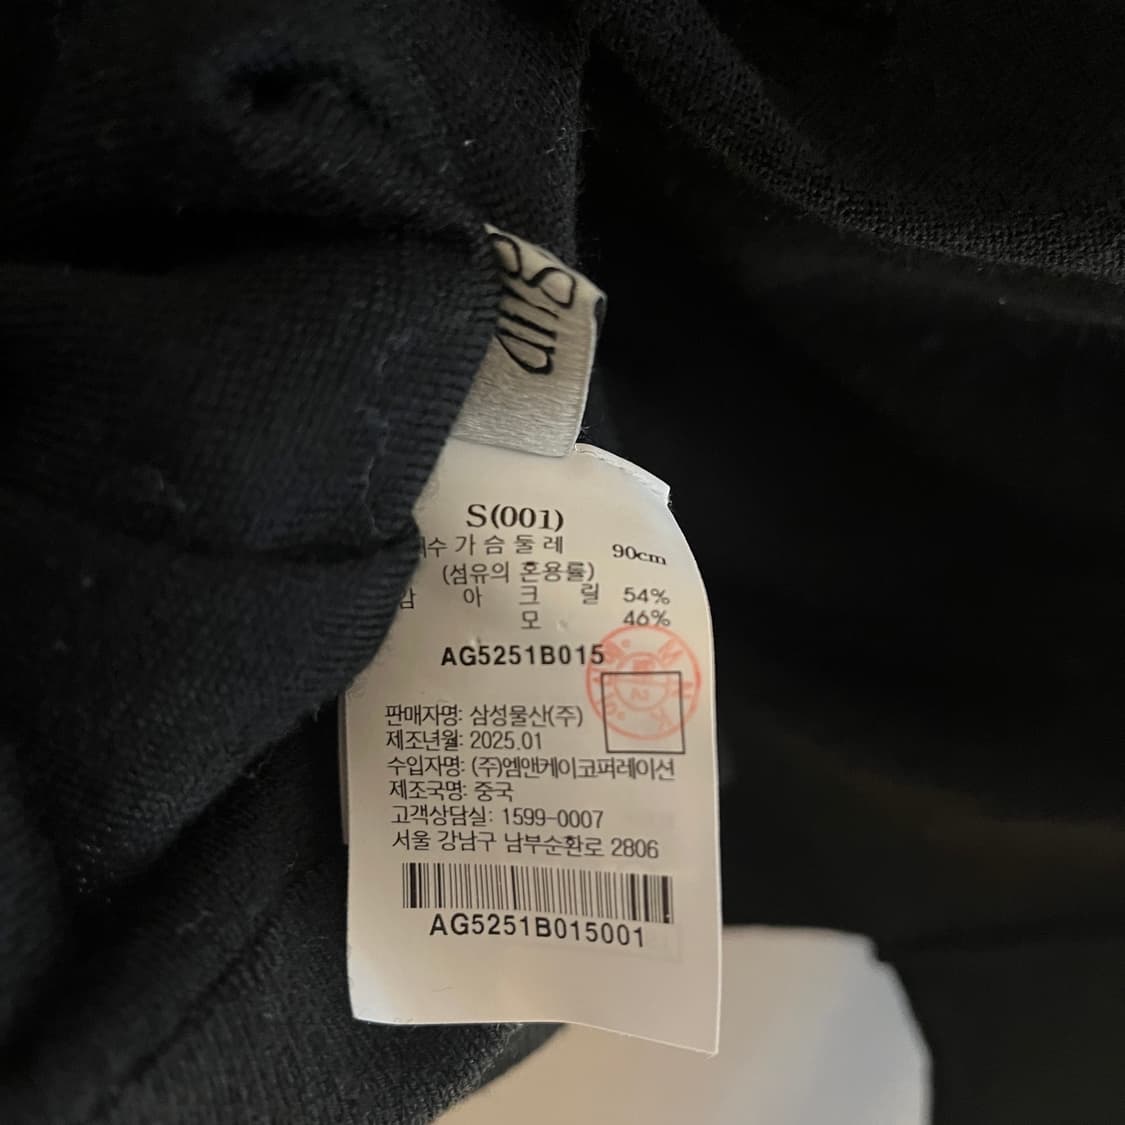 S(001)
가슴둘레 90cm
(섬유의 혼용률)
아크릴 54%
모 46%
AG5251B015
판매자명: 삼성물산(주)
제조년월: 2025.01
수입자명: (주)엠앤케이코퍼레이션
제조국명: 중국
고객상담실: 1599-0007
서울 강남구 남부순환로 2806
AG5251B015001